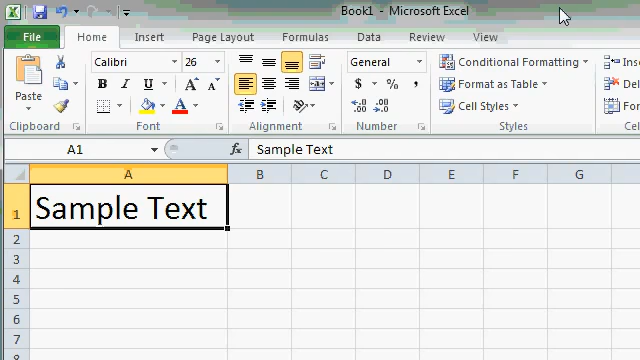 Book1 - Microsoft Excel
File Home Insert Page Layout Formulas Data Review View
Calibri 26 General Conditional Formatting
Paste B I U A A $ % , Format as Table
A Cell Styles
Clipboard Font Alignment Number Styles
A1 fx Sample Text
A B C D E F G
1 Sample Text
2
3
4
5
6
7